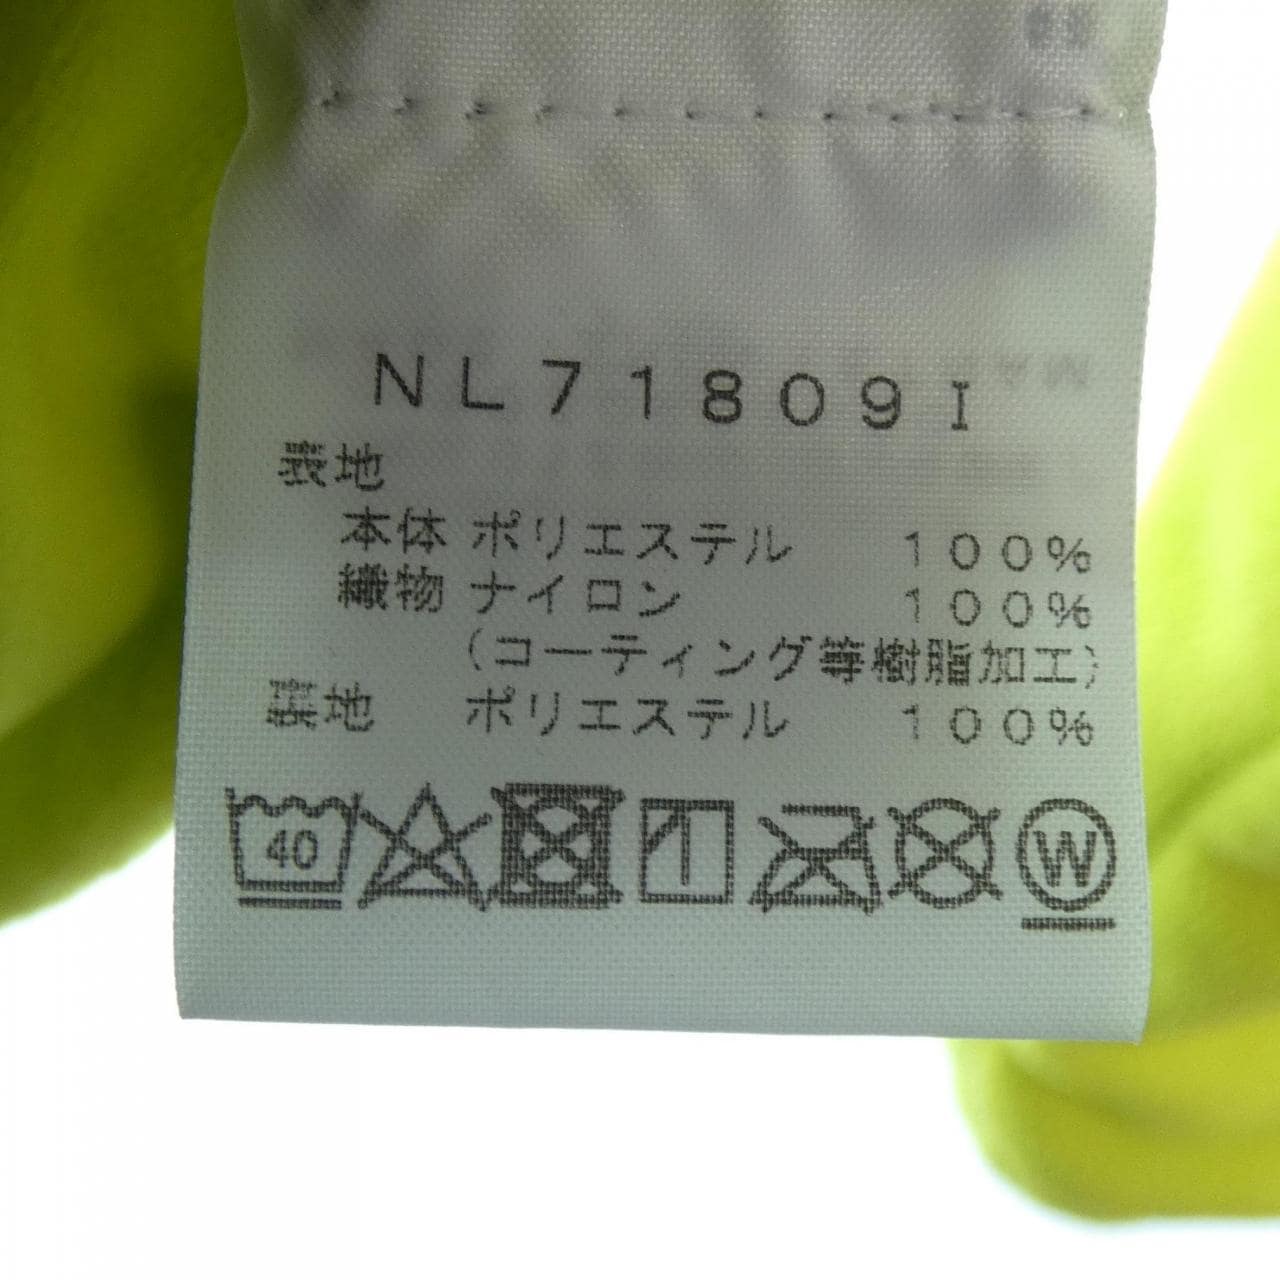 NL71809I
表地
本体 ポリエステル 100%
織物 ナイロン 100%
(コーティング等樹脂加工)
裏地 ポリエステル 100%
40
W